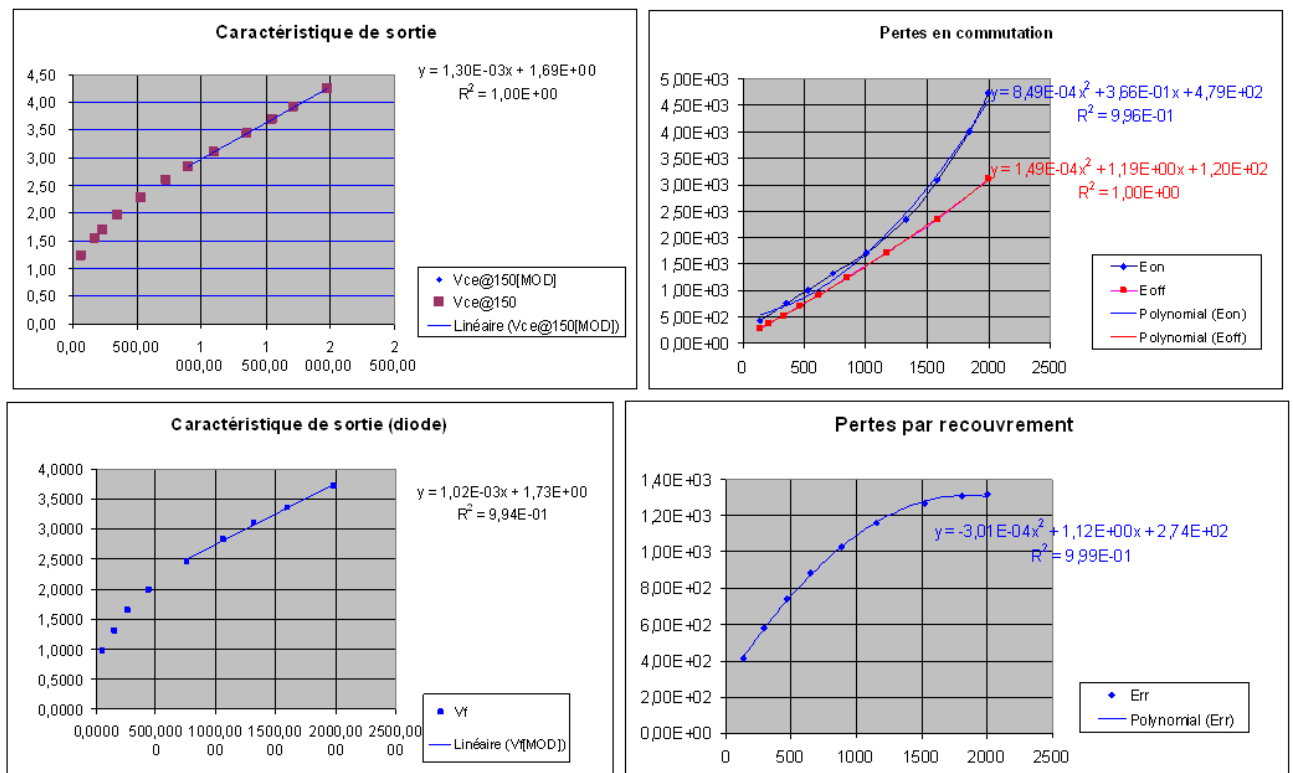 Caractéristique de sortie
y = 1,30E-03x + 1,69E+00
R² = 1,00E+00
4,50
4,00
3,50
3,00
2,50
2,00
1,50
1,00
0,50
0,00
0,00 500,00 1 000,00 1 500,00 2 000,00 2 500,00
Vce@150[MOD]
Vce@150
Linéaire (Vce@150[MOD])
Pertes en commutation
5,00E+03
4,50E+03
4,00E+03
3,50E+03
3,00E+03
2,50E+03
2,00E+03
1,50E+03
1,00E+03
5,00E+02
0,00E+00
0 500 1000 1500 2000 2500
y = 8,49E-04x² + 3,66E-01x + 4,79E+02
R² = 9,96E-01
y = 1,49E-04x² + 1,19E+00x + 1,20E+02
R² = 1,00E+00
Eon
Eoff
Polynomial (Eon)
Polynomial (Eoff)
Caractéristique de sortie (diode)
y = 1,02E-03x + 1,73E+00
R² = 9,94E-01
4,0000
3,5000
3,0000
2,5000
2,0000
1,5000
1,0000
0,5000
0,0000
0,0000 500,0000 1000,0000 1500,0000 2000,0000 2500,0000
Vf
Linéaire (Vf[MOD])
Pertes par recouvrement
1,40E+03
1,20E+03
1,00E+03
8,00E+02
6,00E+02
4,00E+02
2,00E+02
0,00E+00
0 500 1000 1500 2000 2500
y = -3,01E-04x² + 1,12E+00x + 2,74E+02
R² = 9,99E-01
Err
Polynomial (Err)